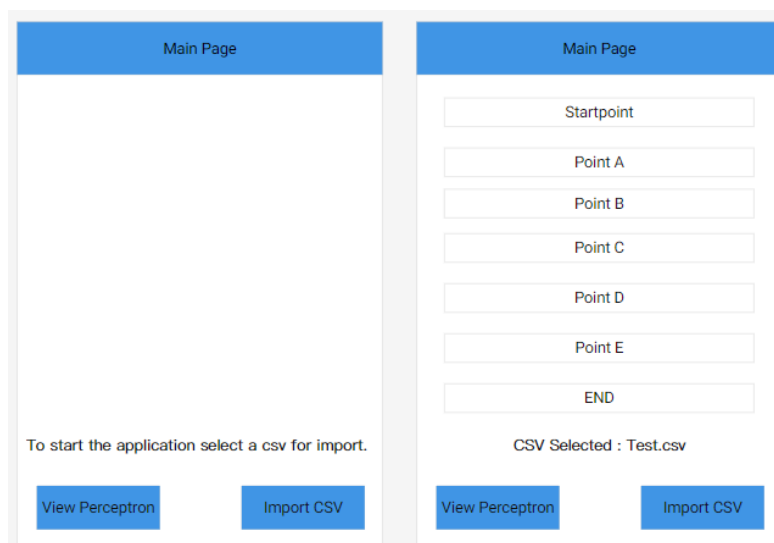 Main Page
To start the application select a csv for import.
View Perceptron
Import CSV
Main Page
Startpoint
Point A
Point B
Point C
Point D
Point E
END
CSV Selected : Test.csv
View Perceptron
Import CSV